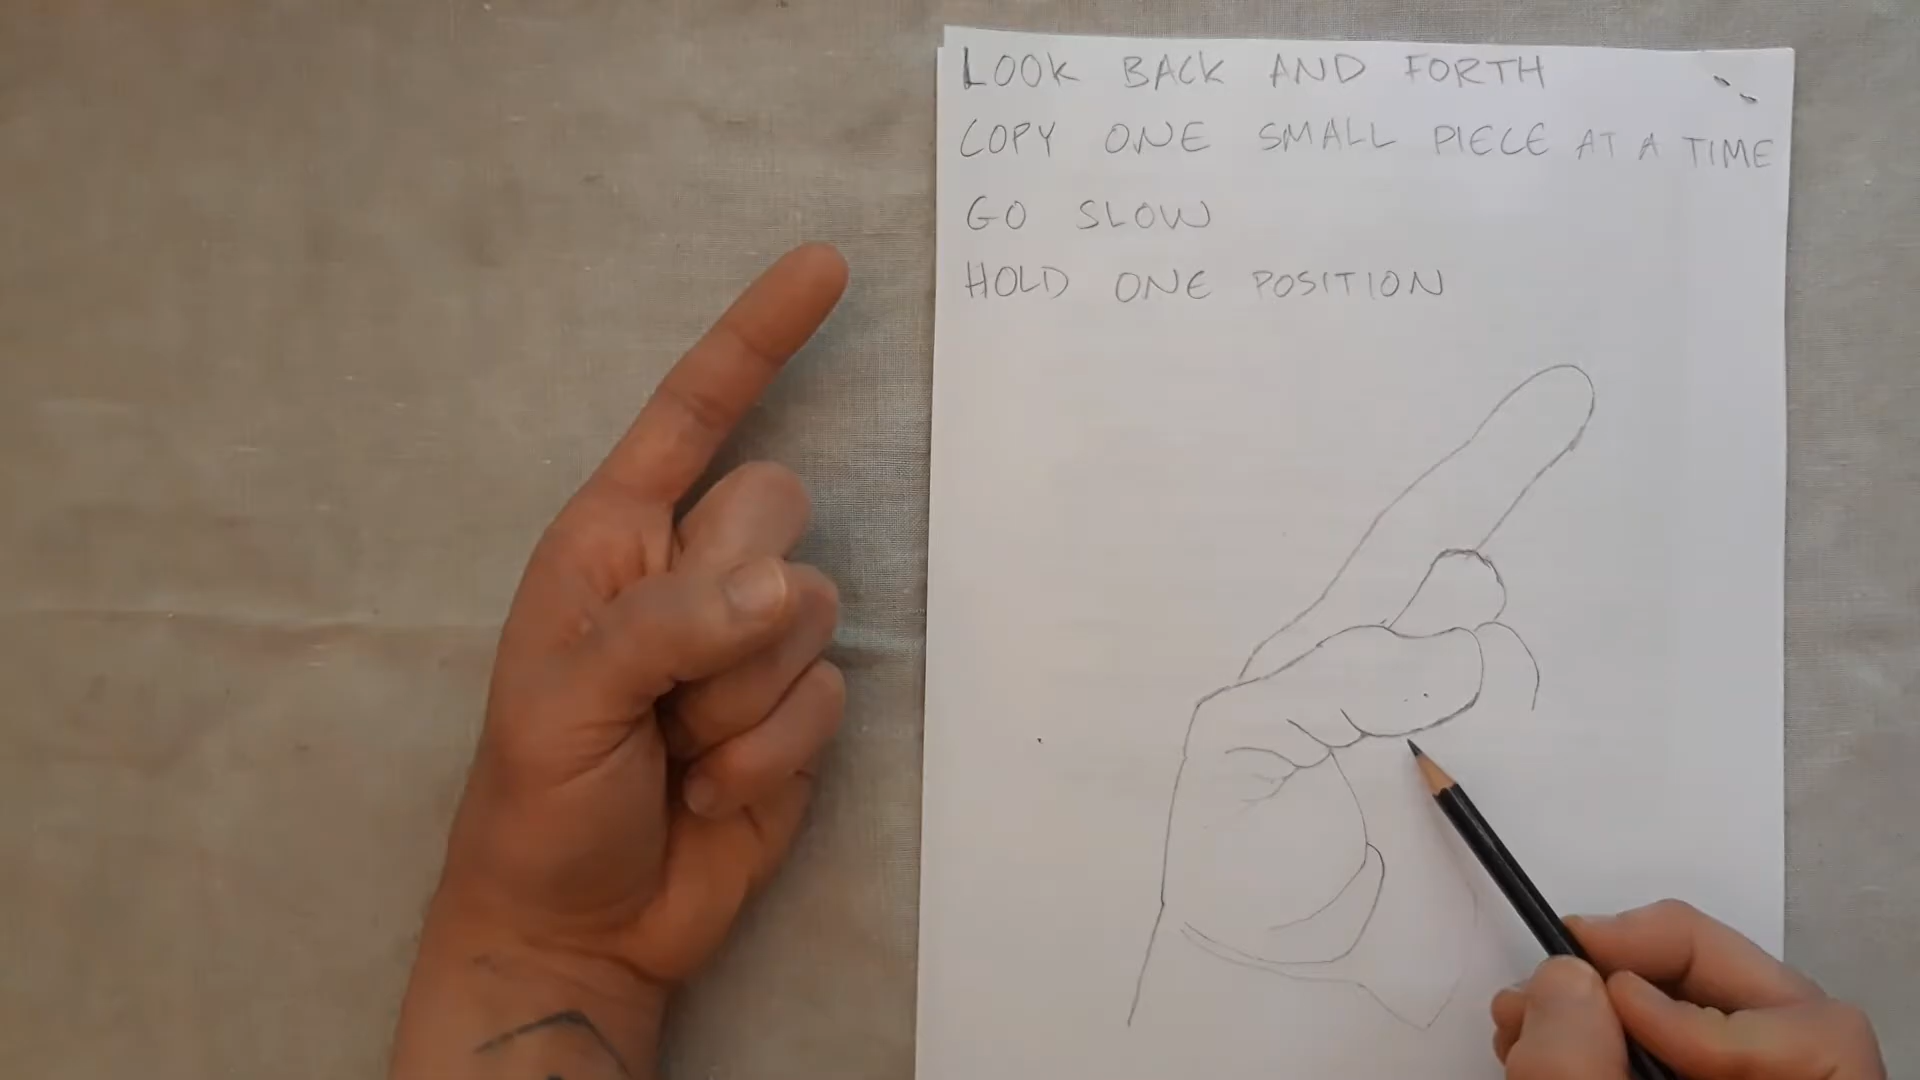 LOOK BACK AND FORTH
COPY ONE SMALL PIECE AT A TIME
GO SLOW
HOLD ONE POSITION